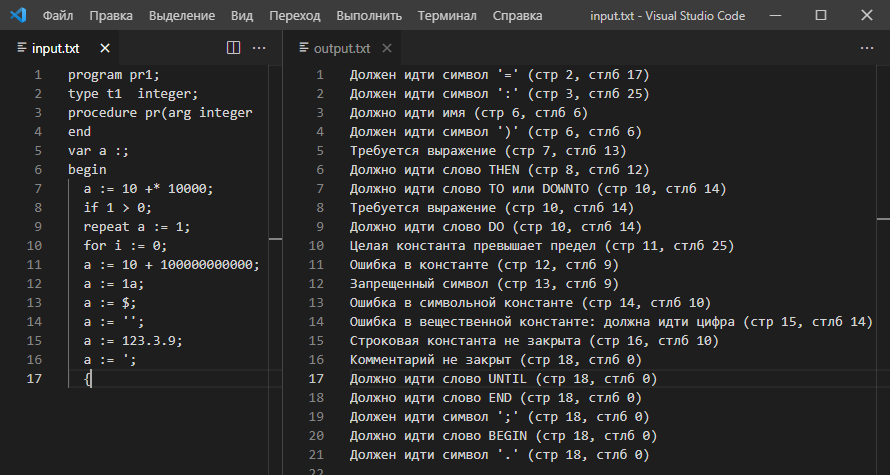 Файл Правка Выделение Вид Переход Выполнить Терминал Справка input.txt - Visual Studio Code
input.txt
1 program pr1;
2 type t1  integer;
3 procedure pr(arg integer
4 end
5 var a :;
6 begin
7 a := 10 +* 10000;
8 if 1 > 0;
9 repeat a := 1;
10 for i := 0;
11 a := 10 + 100000000000;
12 a := 1a;
13 a := $;
14 a := '';
15 a := 123.3.9;
16 a := ';
17 {
output.txt
1 Должен идти символ '=' (стр 2, стлб 17)
2 Должен идти символ ':' (стр 3, стлб 25)
3 Должно идти имя (стр 6, стлб 6)
4 Должно идти символ ')' (стр 6, стлб 6)
5 Требуется выражение (стр 7, стлб 13)
6 Должно идти слово THEN (стр 8, стлб 12)
7 Должно идти слово TO или DOWNTO (стр 10, стлб 14)
8 Требуется выражение (стр 10, стлб 14)
9 Должно идти слово DO (стр 10, стлб 14)
10 Целая константа превышает предел (стр 11, стлб 25)
11 Ошибка в константе (стр 12, стлб 9)
12 Запрещенный символ (стр 13, стлб 9)
13 Ошибка в символьной константе (стр 14, стлб 10)
14 Ошибка в вещественной константе: должна идти цифра (стр 15, стлб 14)
15 Строковая константа не закрыта (стр 16, стлб 10)
16 Комментарий не закрыт (стр 18, стлб 0)
17 Должно идти слово UNTIL (стр 18, стлб 0)
18 Должно идти слово END (стр 18, стлб 0)
19 Должен идти символ ';' (стр 18, стлб 0)
20 Должно идти слово BEGIN (стр 18, стлб 0)
21 Должен идти символ '.' (стр 18, стлб 0)
22